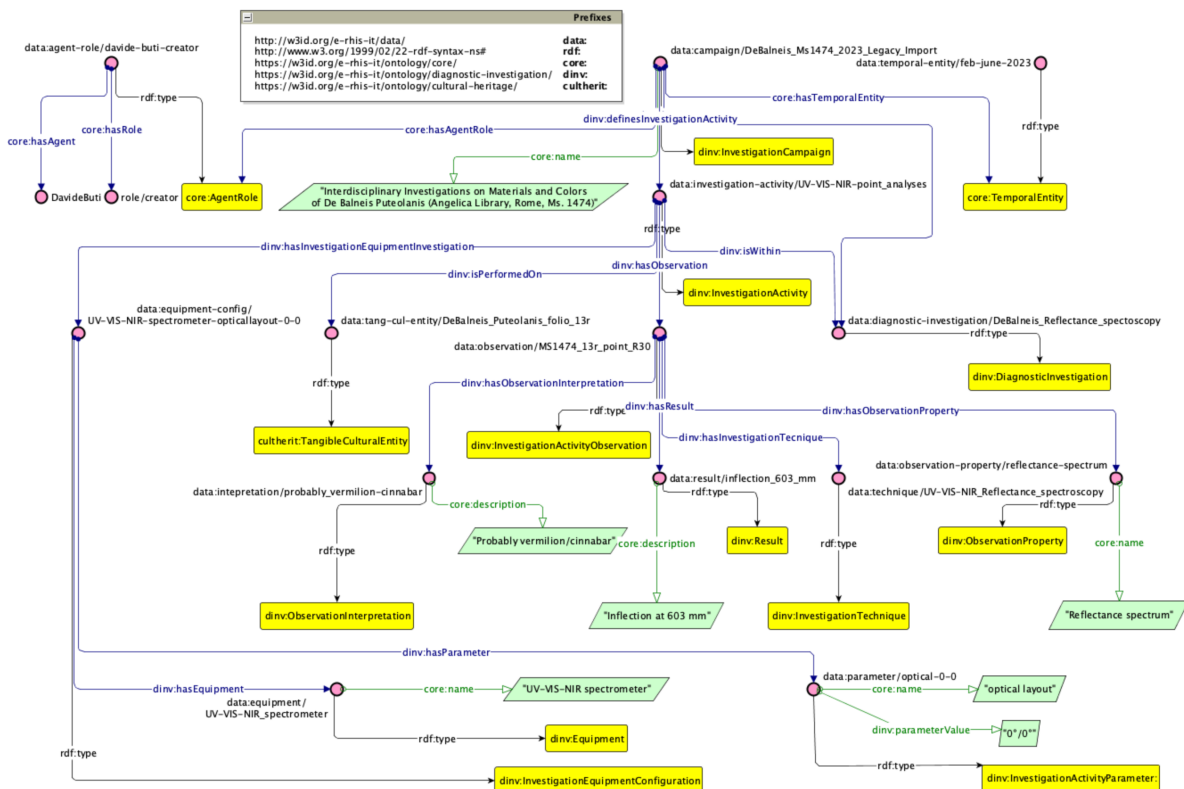 Prefixes
http://w3id.org/e-rhis-it/data/ data:
http://www.w3.org/1999/02/22-rdf-syntax-ns# rdf:
https://w3id.org/e-rhis-it/ontology/core/ core:
https://w3id.org/e-rhis-it/ontology/diagnostic-investigation/ dinv:
https://w3id.org/e-rhis-it/ontology/cultural-heritage/ cultherit:
data:agent-role/davide-buti-creator
data:campaign/DeBalneis_Ms1474_2023_Legacy_Import
data:temporal-entity/feb-june-2023
rdf:type
core:hasTemporalEntity
core:hasAgent
core:hasRole
core:hasAgentRole
dinv:definesInvestigationActivity
rdf:type
core:name
dinv:InvestigationCampaign
DavideButi
role/creator
core:AgentRole
"Interdisciplinary Investigations on Materials and Colors
of De Balneis Puteolanis (Angelica Library, Rome, Ms. 1474)"
data:investigation-activity/UV-VIS-NIR-point_analyses
core:TemporalEntity
rdf:type
dinv:hasInvestigationEquipmentInvestigation
dinv:isWithin
dinv:hasObservation
dinv:isPerformedOn
dinv:InvestigationActivity
data:equipment-config/
UV-VIS-NIR-spectrometer-opticallayout-0-0
data:tang-cul-entity/DeBalneis_Puteolanis_folio_13r
data:diagnostic-investigation/DeBalneis_Reflectance_spectoscopy
rdf:type
data:observation/MS1474_13r_point_R30
dinv:DiagnosticInvestigation
rdf:type
dinv:hasObservationInterpretation
rdf:type
dinv:hasResult
dinv:hasObservationProperty
cultherit:TangibleCulturalEntity
dinv:InvestigationActivityObservation
dinv:hasInvestigationTecnique
data:observation-property/reflectance-spectrum
data:intepretation/probably_vermilion-cinnabar
data:result/inflection_603_mm
rdf:type
data:technique/UV-VIS-NIR_Reflectance_spectroscopy
rdf:type
core:description
"Probably vermilion/cinnabar"
core:description
dinv:Result
rdf:type
dinv:ObservationProperty
core:name
rdf:type
dinv:ObservationInterpretation
"Inflection at 603 mm"
dinv:InvestigationTechnique
"Reflectance spectrum"
dinv:hasParameter
dinv:hasEquipment
core:name
"UV-VIS-NIR spectrometer"
data:parameter/optical-0-0
core:name
"optical layout"
data:equipment/
UV-VIS-NIR_spectrometer
dinv:parameterValue
"0°/0°"
rdf:type
dinv:Equipment
rdf:type
rdf:type
dinv:InvestigationEquipmentConfiguration
dinv:InvestigationActivityParameter: